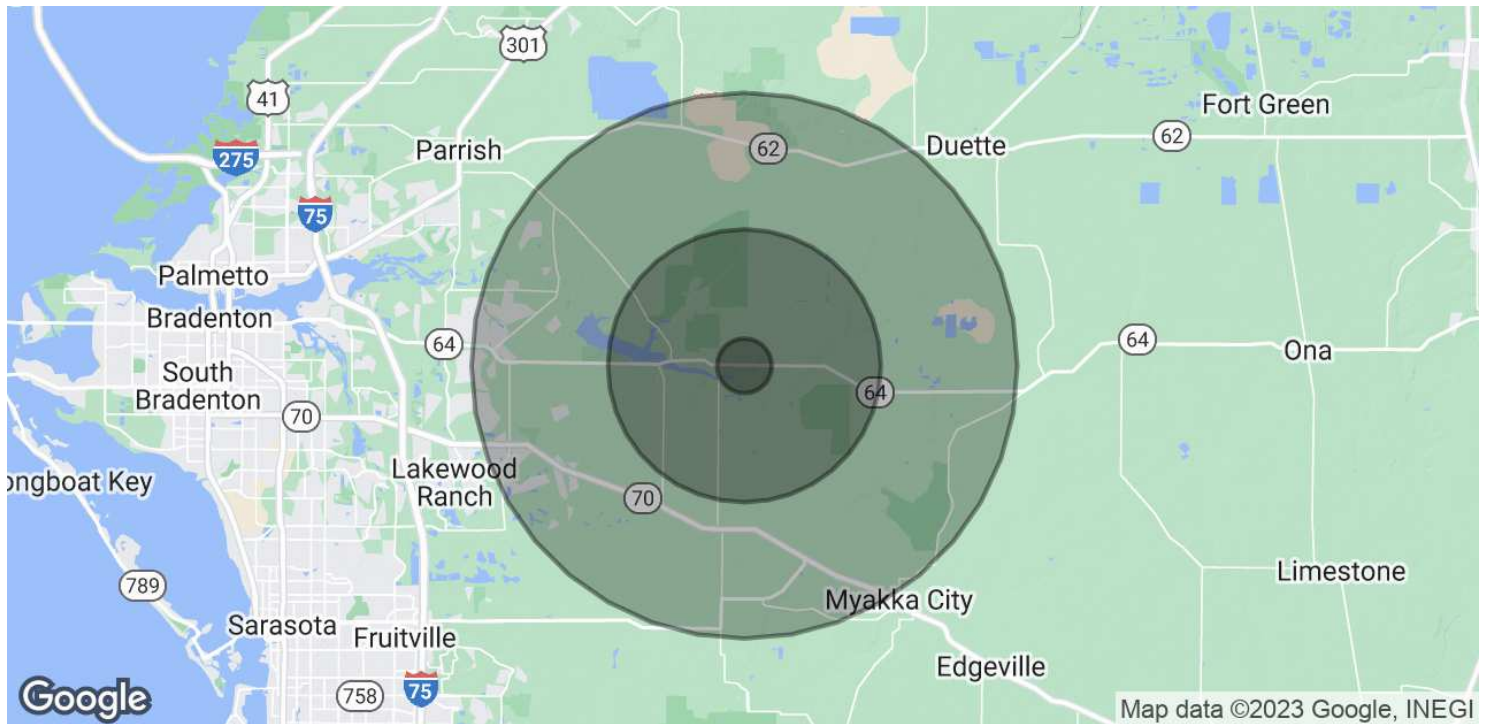 301
41
Fort Green
62
62
Duette
Parrish
275
75
Palmetto
Bradenton
64
64
Ona
South
Bradenton
64
70
Lakewood
Ranch
ongboat Key
70
789
Limestone
Myakka City
Sarasota
Fruitville
Edgeville
75
758
Google
Map data ©2023 Google, INEGI